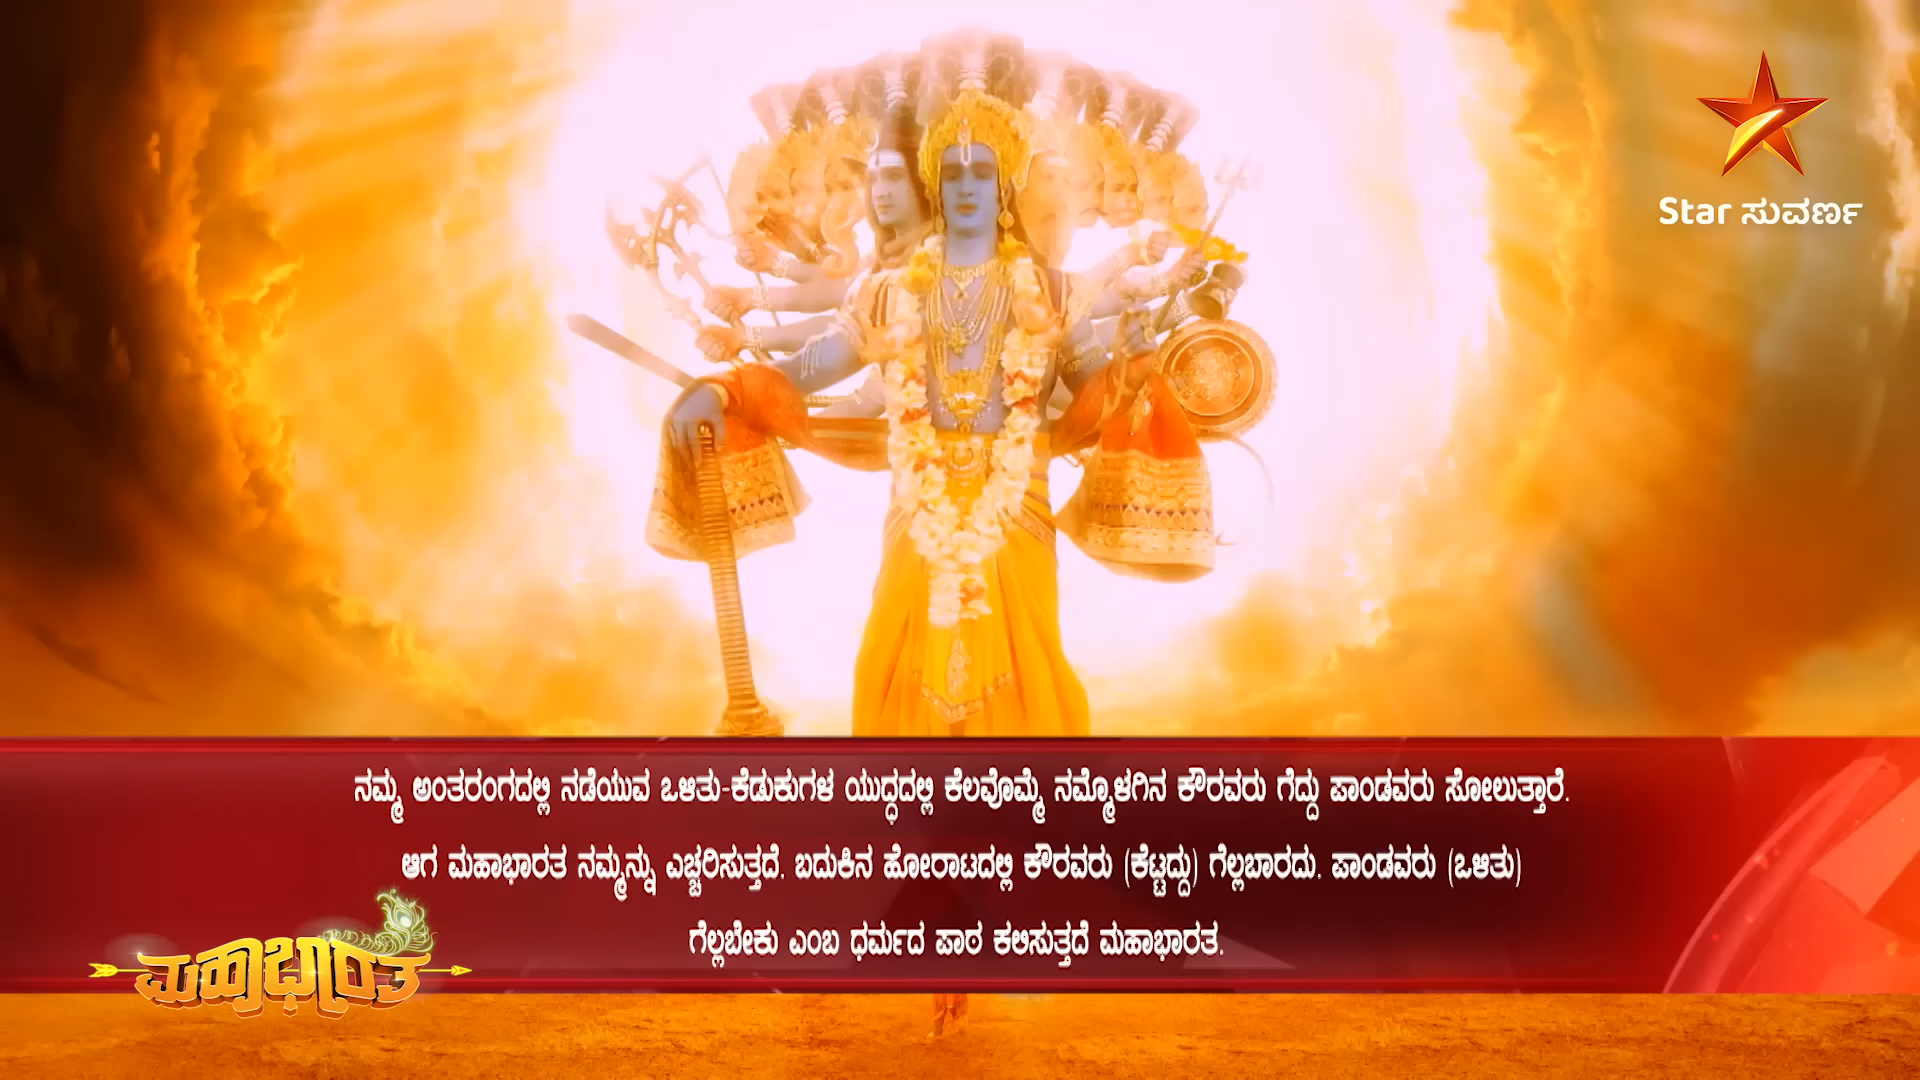 Star ಸುವರ್ಣ
ನಮ್ಮ ಅಂತರಂಗದಲ್ಲಿ ನಡೆಯುವ ಒಳಿತು-ಕೆಡುಕುಗಳ ಯುದ್ಧದಲ್ಲಿ ಕೆಲವೊಮ್ಮೆ ನಮ್ಮೊಳಗಿನ ಕೌರವರು ಗೆದ್ದು ಪಾಂಡವರು ಸೋಲುತ್ತಾರೆ.
ಆಗ ಮಹಾಭಾರತ ನಮ್ಮನ್ನು ಎಚ್ಚರಿಸುತ್ತದೆ. ಬದುಕಿನ ಹೋರಾಟದಲ್ಲಿ ಕೌರವರು (ಕೆಟ್ಟದ್ದು) ಗೆಲ್ಲಬಾರದು. ಪಾಂಡವರು (ಒಳಿತು)
ಗೆಲ್ಲಬೇಕು ಎಂಬ ಧರ್ಮದ ಪಾಠ ಕಲಿಸುತ್ತದೆ ಮಹಾಭಾರತ.
ಮಹಾಭಾರತ